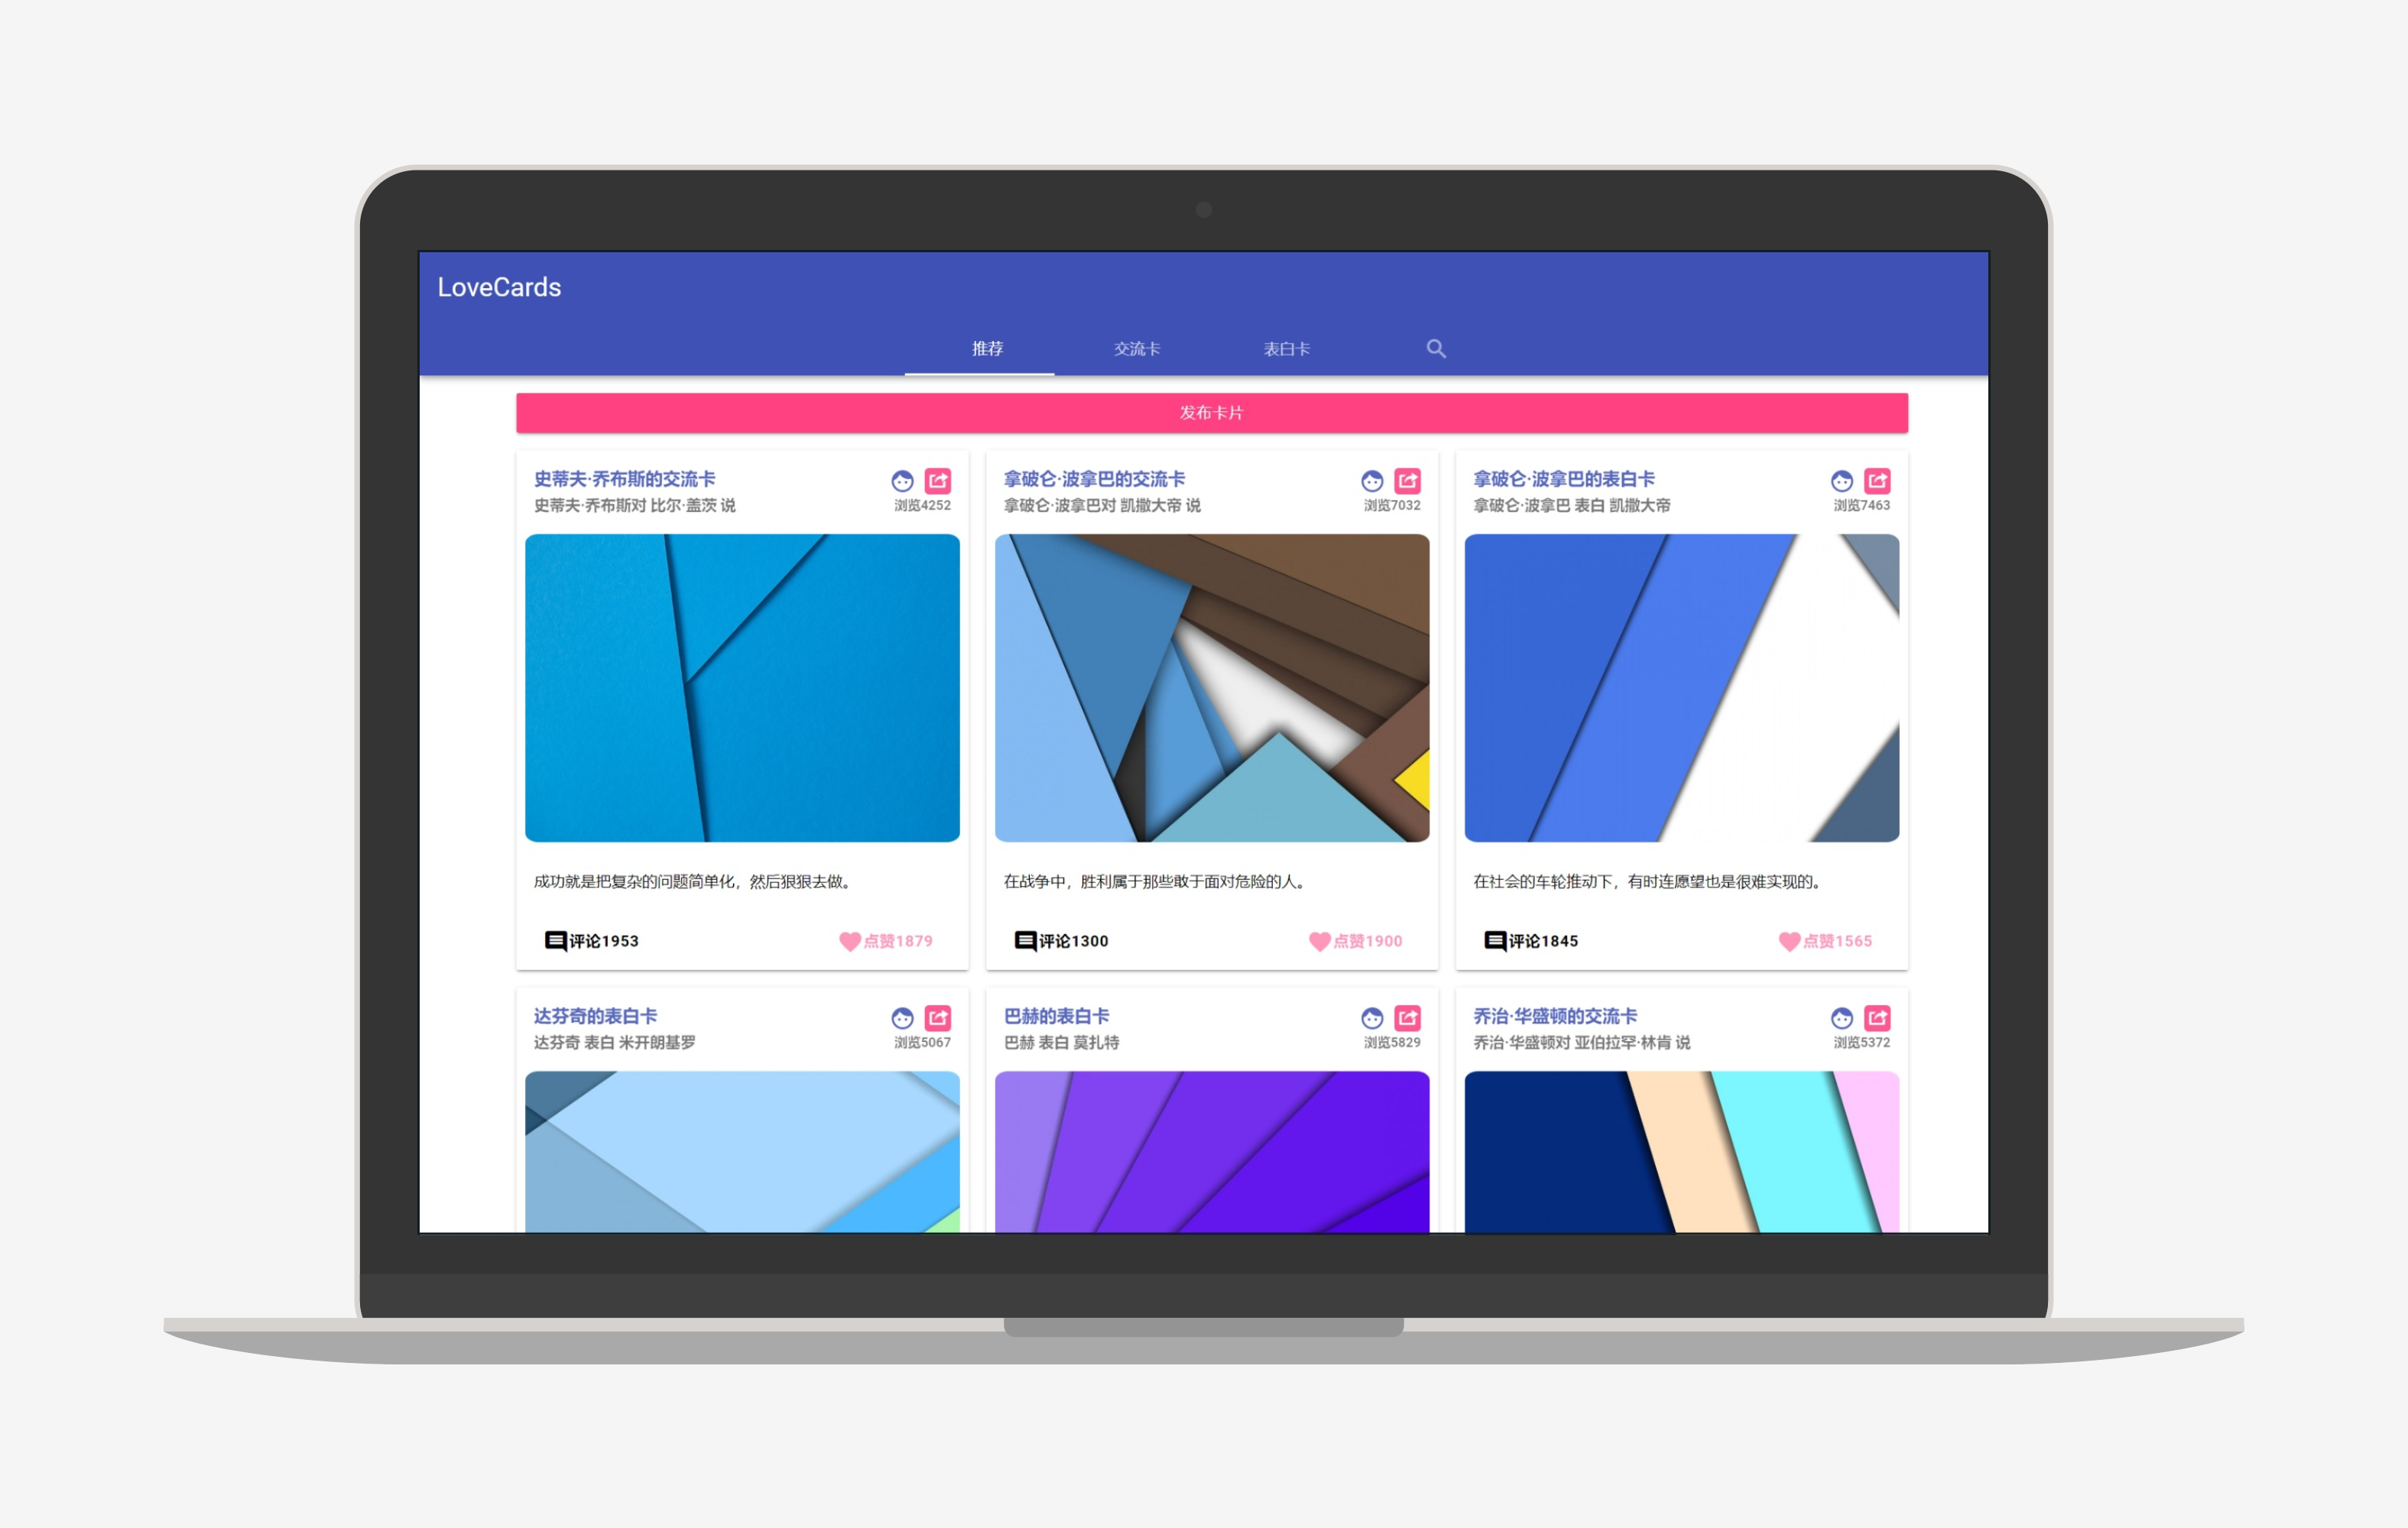 LoveCards
推荐 交流卡 表白卡
发布卡片
史蒂夫·乔布斯的交流卡
史蒂夫·乔布斯对 比尔·盖茨 说
浏览4252
成功就是把复杂的问题简单化，然后狠狠去做。
评论1953 点赞1879
拿破仑·波拿巴的交流卡
拿破仑·波拿巴对 凯撒大帝 说
浏览7032
在战争中，胜利属于那些敢于面对危险的人。
评论1300 点赞1900
拿破仑·波拿巴的表白卡
拿破仑·波拿巴 表白 凯撒大帝
浏览7463
在社会的车轮推动下，有时连愿望也是很难实现的。
评论1845 点赞1565
达芬奇的表白卡
达芬奇 表白 米开朗基罗
浏览5067
巴赫的表白卡
巴赫 表白 莫扎特
浏览5829
乔治·华盛顿的交流卡
乔治·华盛顿对 亚伯拉罕·林肯 说
浏览5372